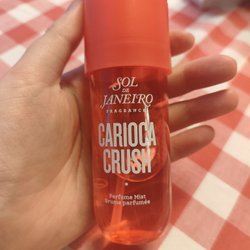 SOL
DE
JANEIRO
FRAGRANCE
CARIOCA
CRUSH
Perfume Mist
Brume parfumée